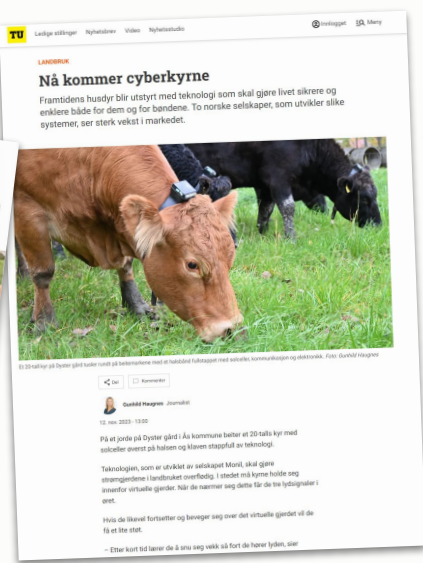 TU Ledige stillinger Nyhetsbrev Video Nyhetsstudio Innlogget Meny
LANDBRUK
Nå kommer cyberkyrne
Framtidens husdyr blir utstyrt med teknologi som skal gjøre livet sikrere og
enklere både for dem og for bøndene. To norske selskaper, som utvikler slike
systemer, ser sterk vekst i markedet.
Et 20-talls kyr på Dyster gård rusler rundt på beitemarkene med et halsbånd fullstappet med solceller, kommunikasjon og elektronikk. Foto: Gunhild Haugnes
Del Kommenter
Gunhild Haugnes Journalist
12. nov. 2023 - 13:00
På et jorde på Dyster gård i Ås kommune beiter et 20-talls kyr med
solceller øverst på halsen og klaven stappfull av teknologi.
Teknologien, som er utviklet av selskapet Monil, skal gjøre
strømgjerdene i landbruket overflødig. I stedet må kyrne holde seg
innenfor virtuelle gjerder. Når de nærmer seg dette får de tre lydsignaler i
øret.
Hvis de likevel fortsetter og beveger seg over det virtuelle gjerdet vil de
få et lite støt.
– Etter kort tid lærer de å snu seg vekk så fort de hører lyden, sier